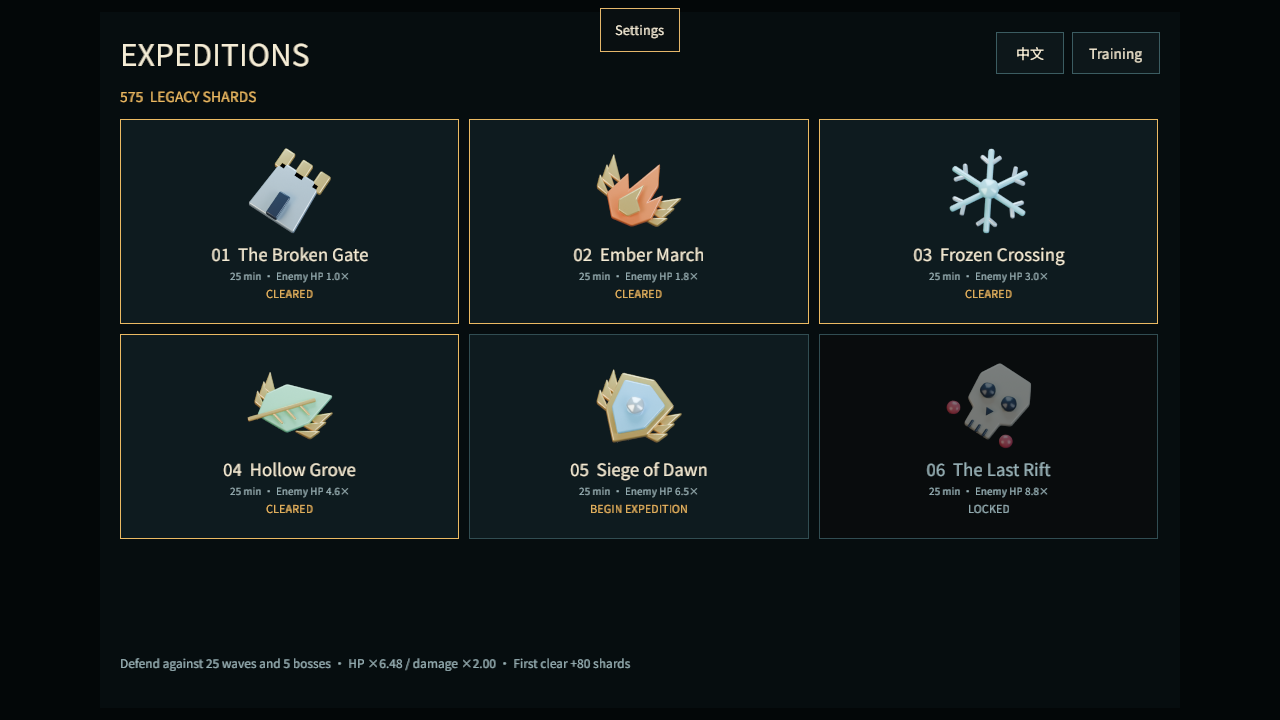 Settings
EXPEDITIONS
中文
Training
575 LEGACY SHARDS
01 The Broken Gate
25 min • Enemy HP 1.0×
CLEARED
02 Ember March
25 min • Enemy HP 1.8×
CLEARED
03 Frozen Crossing
25 min • Enemy HP 3.0×
CLEARED
04 Hollow Grove
25 min • Enemy HP 4.6×
CLEARED
05 Siege of Dawn
25 min • Enemy HP 6.5×
BEGIN EXPEDITION
06 The Last Rift
25 min • Enemy HP 8.8×
LOCKED
Defend against 25 waves and 5 bosses • HP ×6.48 / damage ×2.00 • First clear +80 shards